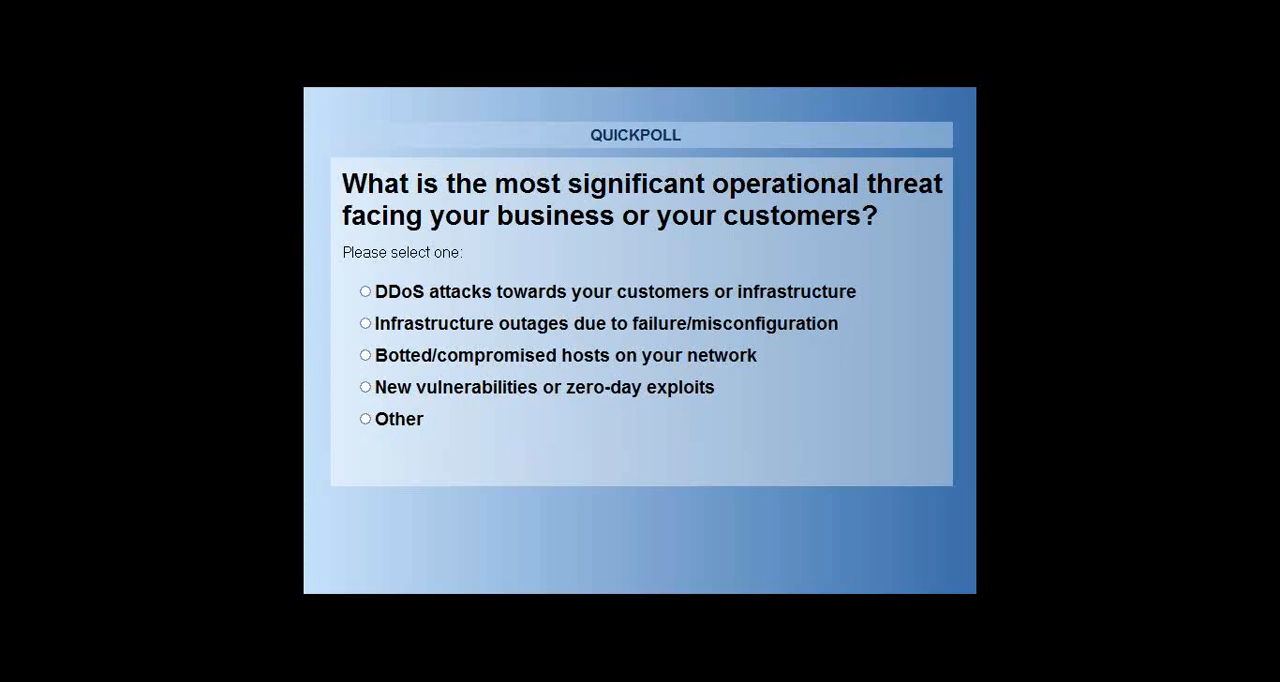 QUICKPOLL
What is the most significant operational threat
facing your business or your customers?
Please select one:
DDoS attacks towards your customers or infrastructure
Infrastructure outages due to failure/misconfiguration
Botted/compromised hosts on your network
New vulnerabilities or zero-day exploits
Other